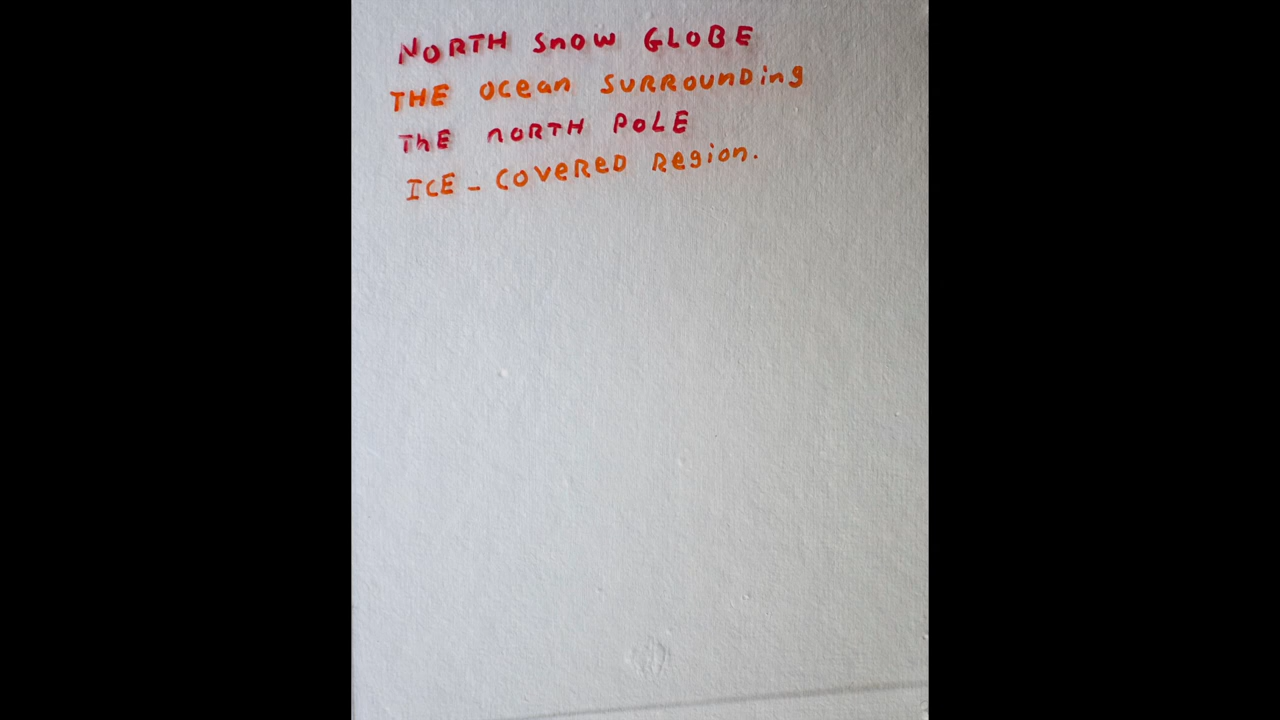 NORTH SnOW GLOBE
THE OCean SURROUnDing
ThE nORTH POLE
ICE - COVERED Region.